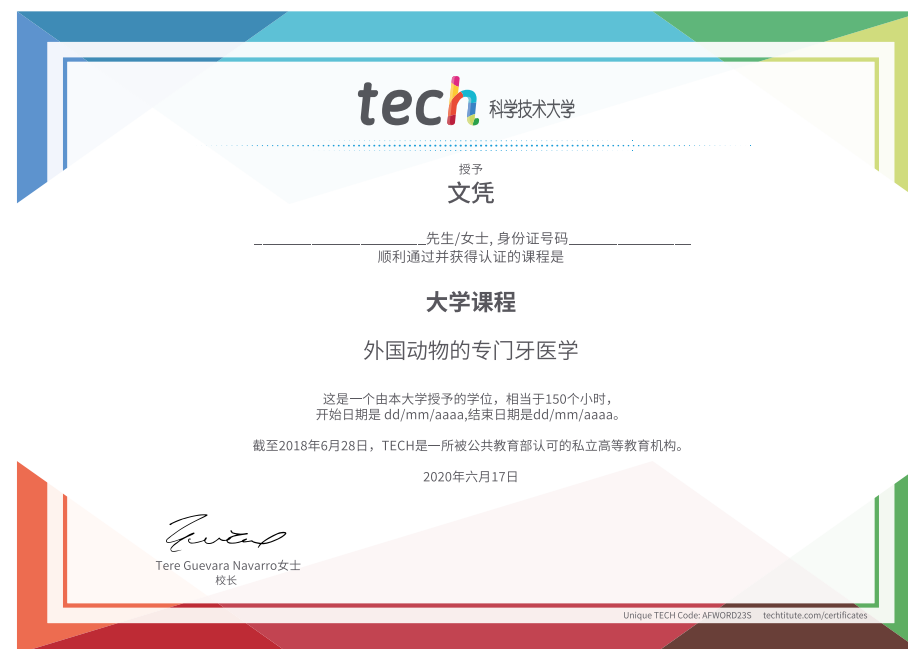 tech 科学技术大学
授予
文凭
______________________先生/女士, 身份证号码_______________
顺利通过并获得认证的课程是
大学课程
外国动物的专门牙医学
这是一个由本大学授予的学位，相当于150个小时，
开始日期是 dd/mm/aaaa,结束日期是dd/mm/aaaa。
截至2018年6月28日，TECH是一所被公共教育部认可的私立高等教育机构。
2020年六月17日
Tere Guevara Navarro女士
校长
Unique TECH Code: AFWORD23S techtitute.com/certificates